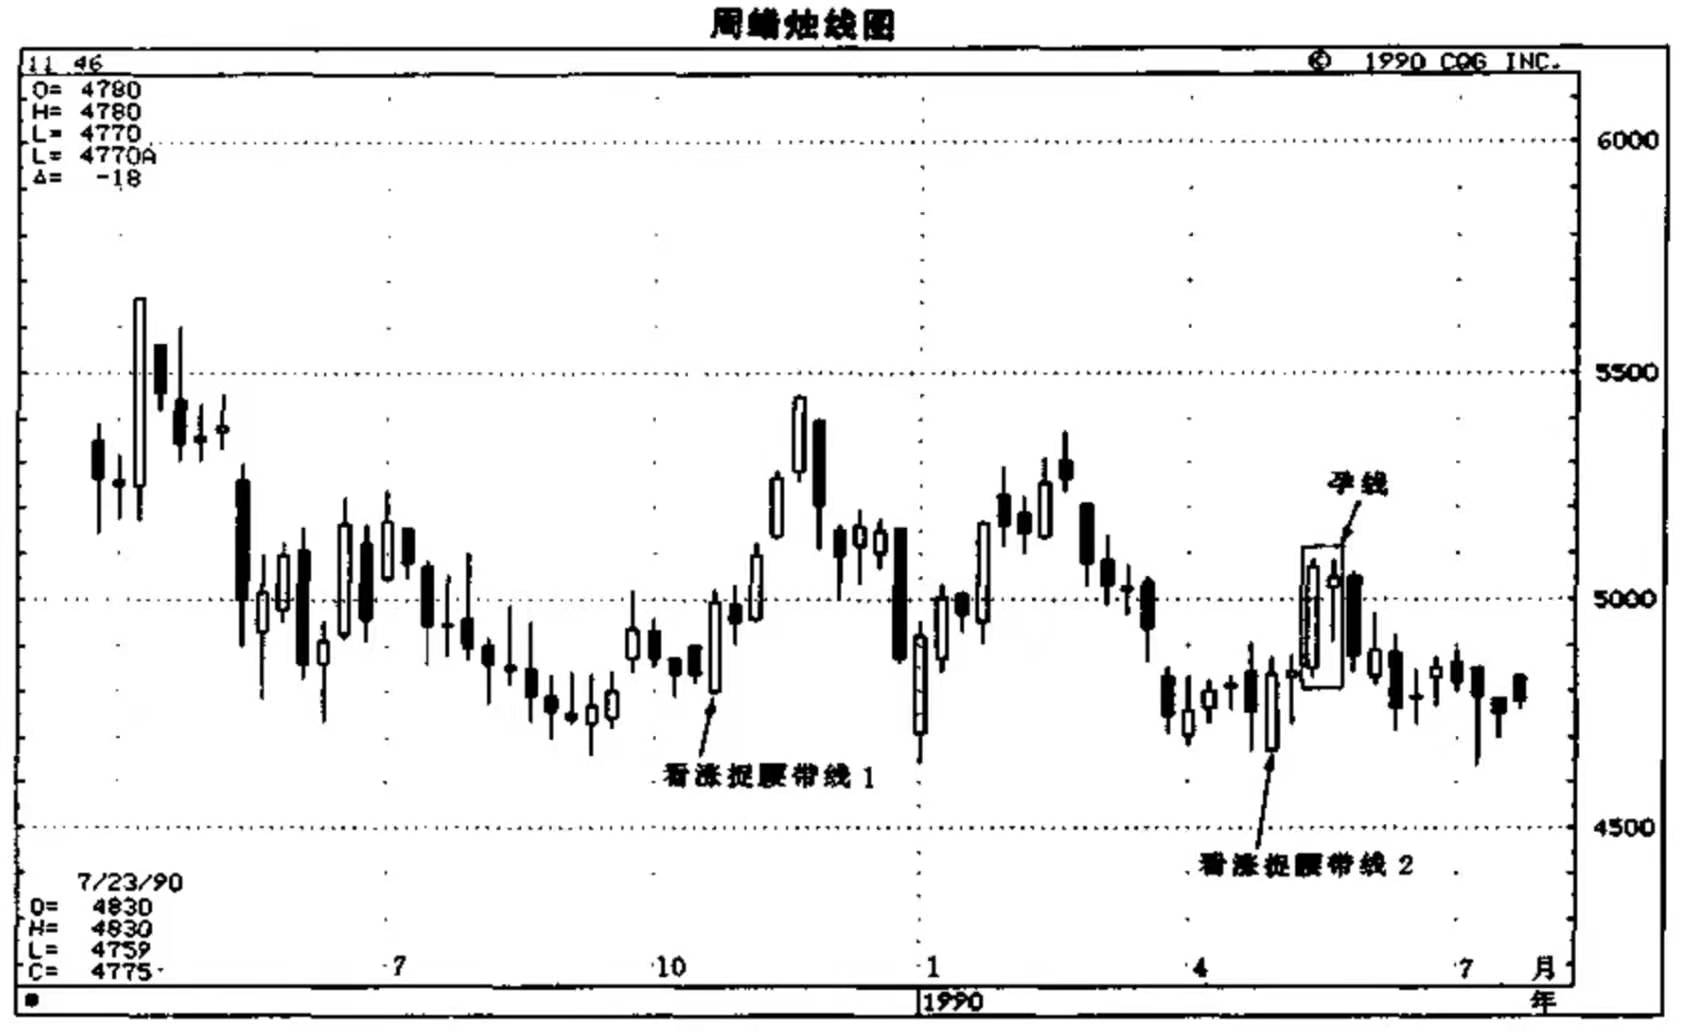 周蜡烛线图
11 46
© 1990 CQG INC.
O= 4780
H= 4780
L= 4770
L= 4770A
Δ= -18
6000
5500
孕线
5000
看涨捉腰带线1
4500
看涨捉腰带线2
7/23/90
O= 4830
H= 4830
L= 4759
C= 4775
7 10 1 4 7 月
1990 年